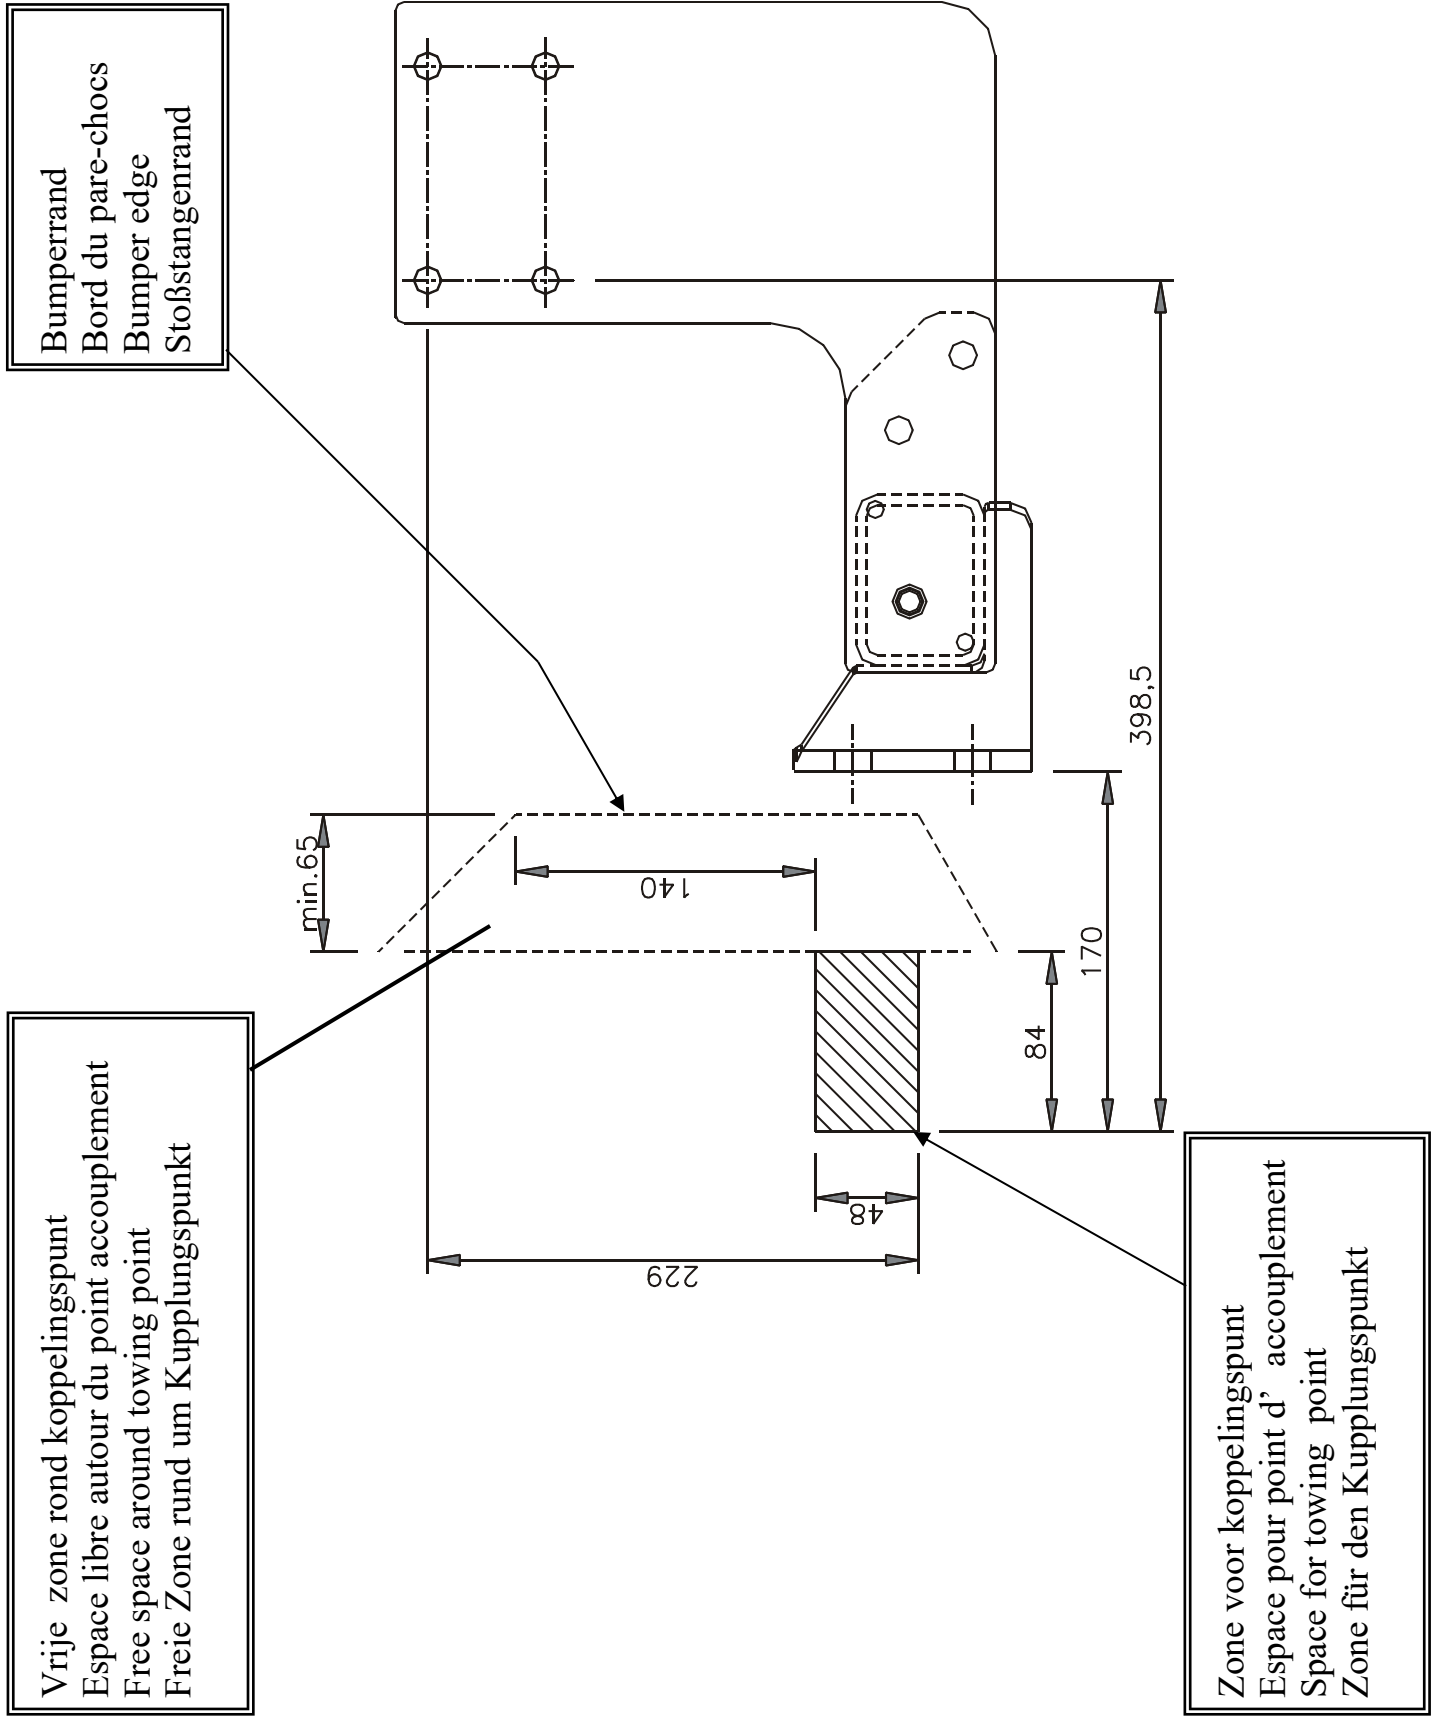 Vrije zone rond koppelingspunt
Espace libre autour du point accouplement
Free space around towing point
Freie Zone rund um Kupplungspunkt
Bumperrand
Bord du pare-chocs
Bumper edge
Stoßstangenrand
min.65
140
229
48
84
170
398,5
Zone voor koppelingspunt
Espace pour point d' accouplement
Space for towing point
Zone für den Kupplungspunkt